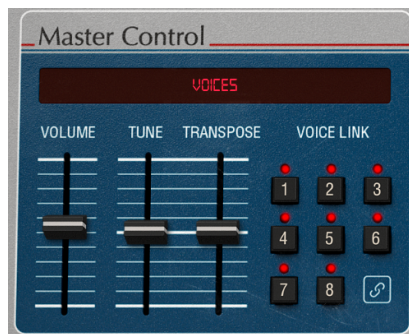 Master Control
VOICES
VOLUME TUNE TRANSPOSE VOICE LINK
1 2 3
4 5 6
7 8